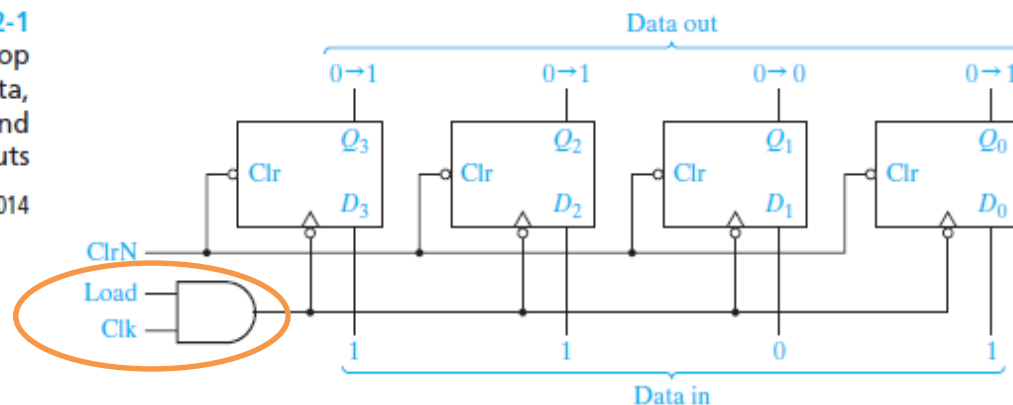 2-1
op
ta,
nd
uts
014
Data out
0→1 0→1 0→0 0→1
Q3 Q2 Q1 Q0
Clr Clr Clr Clr
D3 D2 D1 D0
ClrN
Load
Clk
1 1 0 1
Data in